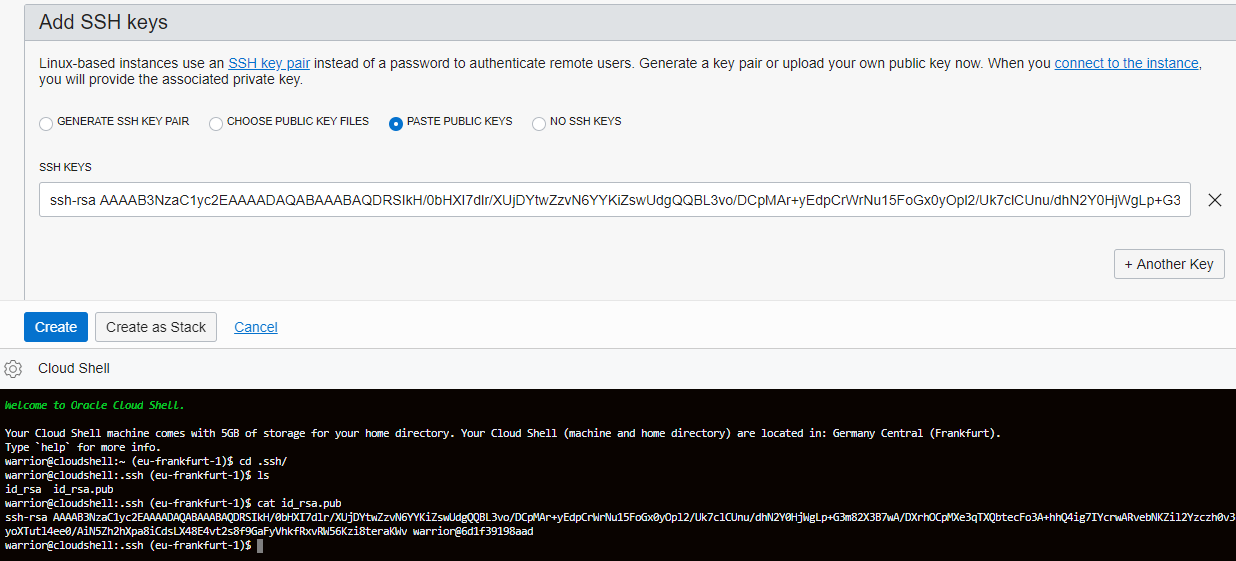 Add SSH keys
Linux-based instances use an SSH key pair instead of a password to authenticate remote users. Generate a key pair or upload your own public key now. When you connect to the instance,
you will provide the associated private key.
GENERATE SSH KEY PAIR CHOOSE PUBLIC KEY FILES PASTE PUBLIC KEYS NO SSH KEYS
SSH KEYS
ssh-rsa AAAAB3NzaC1yc2EAAAADAQABAAABAQDRSIkH/0bHXI7dlr/XUjDYtwZzvN6YYKiZswUdgQQBL3vo/DCpMAr+yEdpCrWrNu15FoGx0yOpl2/Uk7clCUnu/dhN2Y0HjWgLp+G3
+ Another Key
Create Create as Stack Cancel
Cloud Shell
Welcome to Oracle Cloud Shell.
Your Cloud Shell machine comes with 5GB of storage for your home directory. Your Cloud Shell (machine and home directory) are located in: Germany Central (Frankfurt).
Type `help` for more info.
warrior@cloudshell:~ (eu-frankfurt-1)$ cd .ssh/
warrior@cloudshell:.ssh (eu-frankfurt-1)$ ls
id_rsa id_rsa.pub
warrior@cloudshell:.ssh (eu-frankfurt-1)$ cat id_rsa.pub
ssh-rsa AAAAB3NzaC1yc2EAAAADAQABAAABAQDRSIkH/0bHXI7dlr/XUjDYtwZzvN6YYKiZswUdgQQBL3vo/DCpMAr+yEdpCrWrNu15FoGx0yOpl2/Uk7clCUnu/dhN2Y0HjWgLp+G3m82X3B7wA/DXrhOCpMXe3qTXQbtecFo3A+hhQ4ig7IYcrwARvebNKZil2Yzczh0v3
yoXTutl4ee0/AiN5Zh2hXpa8iCdsLX48E4vt2s8f9GaFyVhkfRxvRW56Kzi8teraKWv warrior@6d1f39198aad
warrior@cloudshell:.ssh (eu-frankfurt-1)$